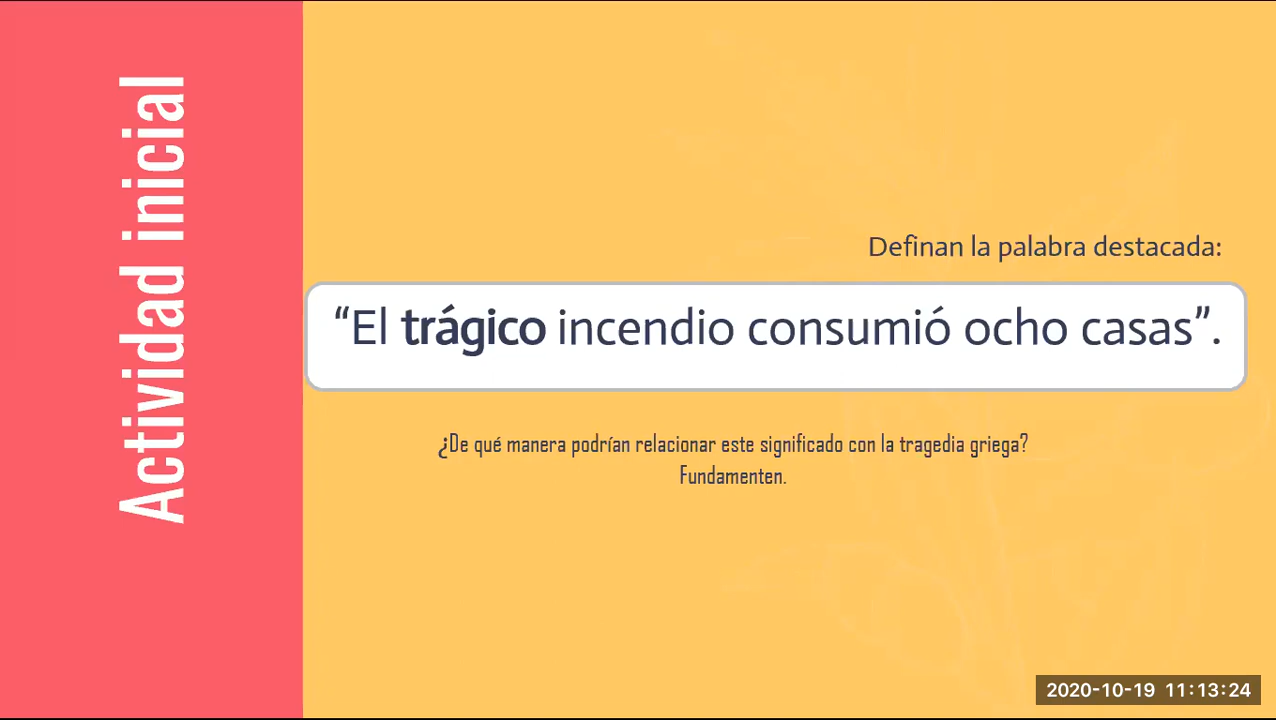 Actividad inicial
Definan la palabra destacada:
“El trágico incendio consumió ocho casas”.
¿De qué manera podrían relacionar este significado con la tragedia griega?
Fundamenten.
2020-10-19 11:13:24